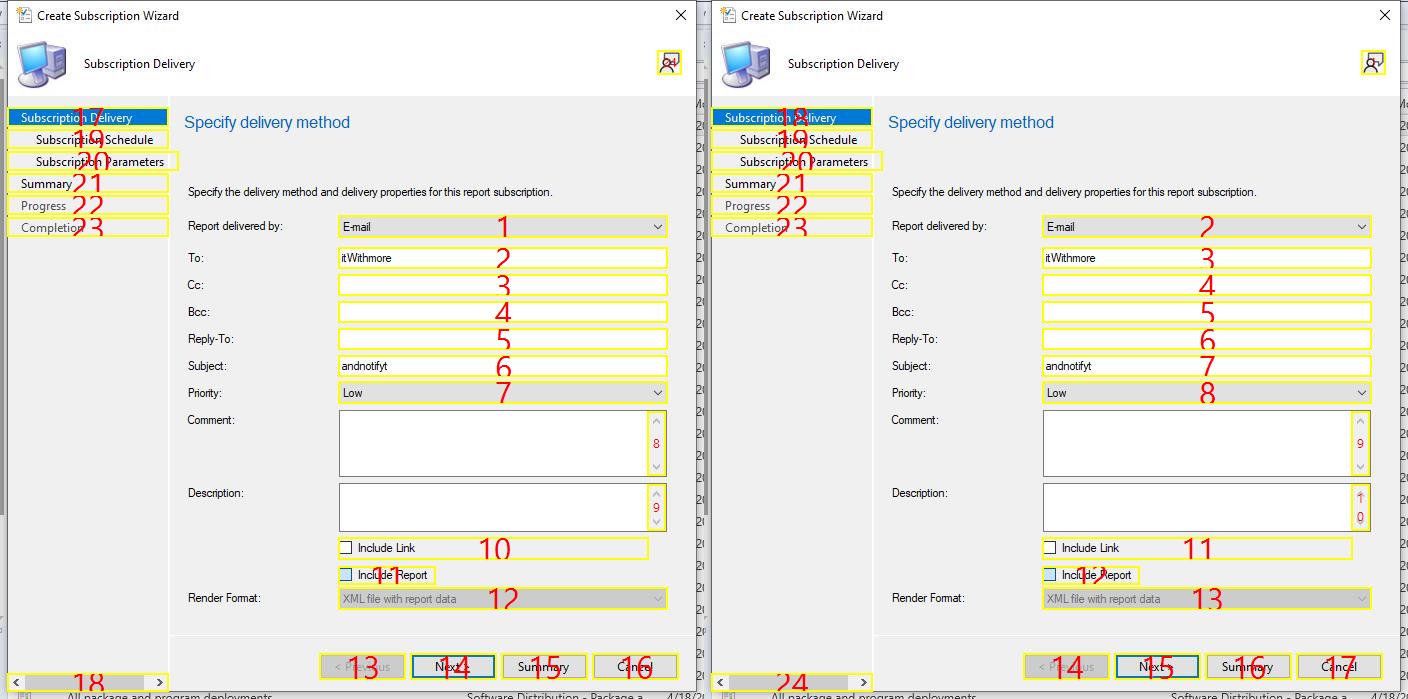 Create Subscription Wizard
Subscription Delivery
24
17
Subscription Delivery
19
Subscription Schedule
20
Subscription Parameters
21
Summary
22
Progress
23
Completion
Specify delivery method
Specify the delivery method and delivery properties for this report subscription.
Report delivered by: E-mail 1
To: itWithmore 2
Cc: 3
Bcc: 4
Reply-To: 5
Subject: andnotifyt 6
Priority: Low 7
Comment: 8
Description: 9
Include Link 10
Include Report 11
Render Format: XML file with report data 12
< Previous 13
Next > 14
Summary 15
Cancel 16
18
All package and program deployments
Software Distribution - Package a
4/18/2
Create Subscription Wizard
Subscription Delivery
1
18
Subscription Delivery
19
Subscription Schedule
20
Subscription Parameters
21
Summary
22
Progress
23
Completion
Specify delivery method
Specify the delivery method and delivery properties for this report subscription.
Report delivered by: E-mail 2
To: itWithmore 3
Cc: 4
Bcc: 5
Reply-To: 6
Subject: andnotifyt 7
Priority: Low 8
Comment: 9
Description: 10
Include Link 11
Include Report 12
Render Format: XML file with report data 13
< Previous 14
Next > 15
Summary 16
Cancel 17
24
All package and program deployments
Software Distribution - Package a
4/18/2